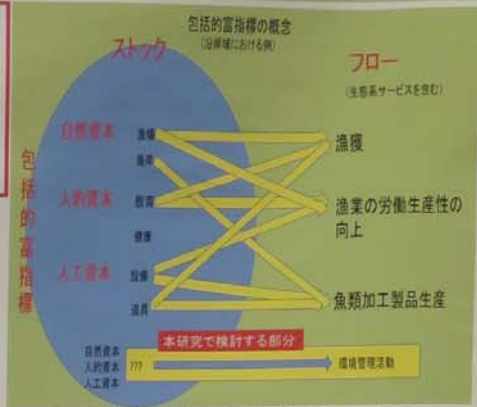 包括的富指標の概念
(沿岸域における例)
ストック
フロー
(生態系サービスを含む)
包括的富指標
自然資本
漁場
人的資本
教育
健康
人工資本
設備
道具
漁獲
漁業の労働生産性の
向上
魚類加工製品生産
本研究で検討する部分
自然資本
人的資本
人工資本
???
環境管理活動